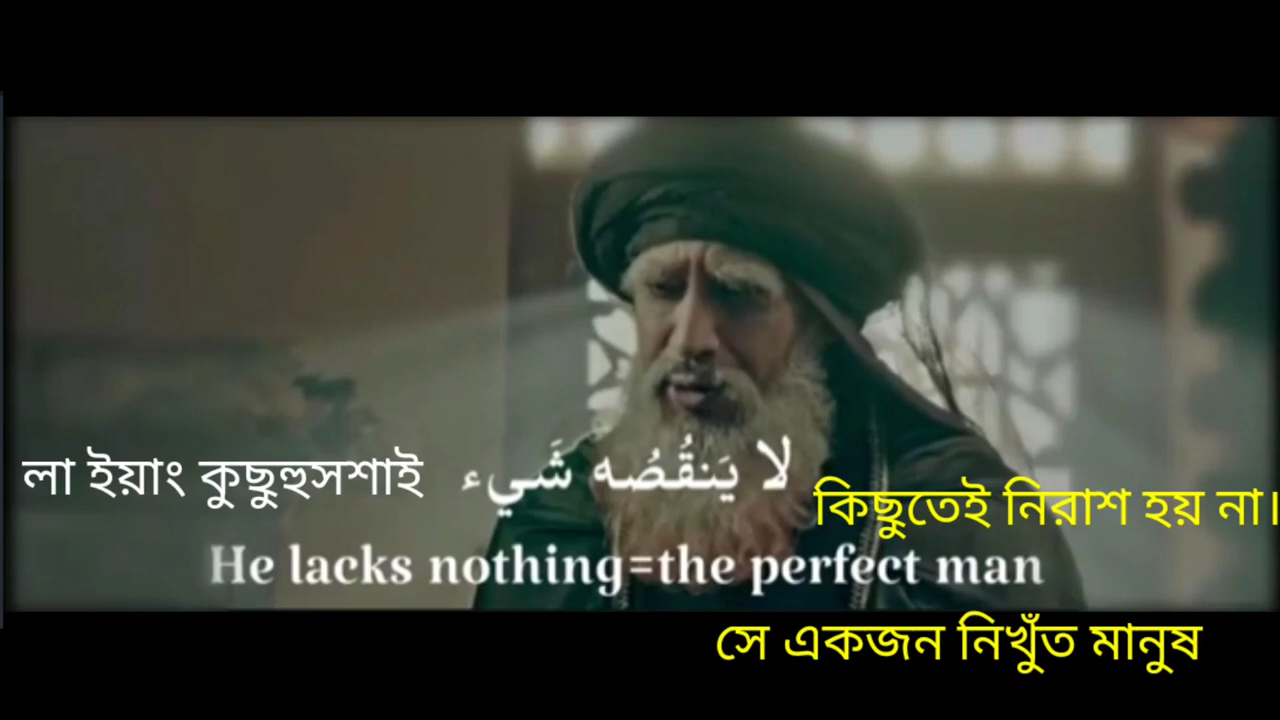 লা ইয়াং কুছুহুসশাই
لا يَنقُصُه شَيء
কিছুতেই নিরাশ হয় না।
He lacks nothing=the perfect man
সে একজন নিখুঁত মানুষ